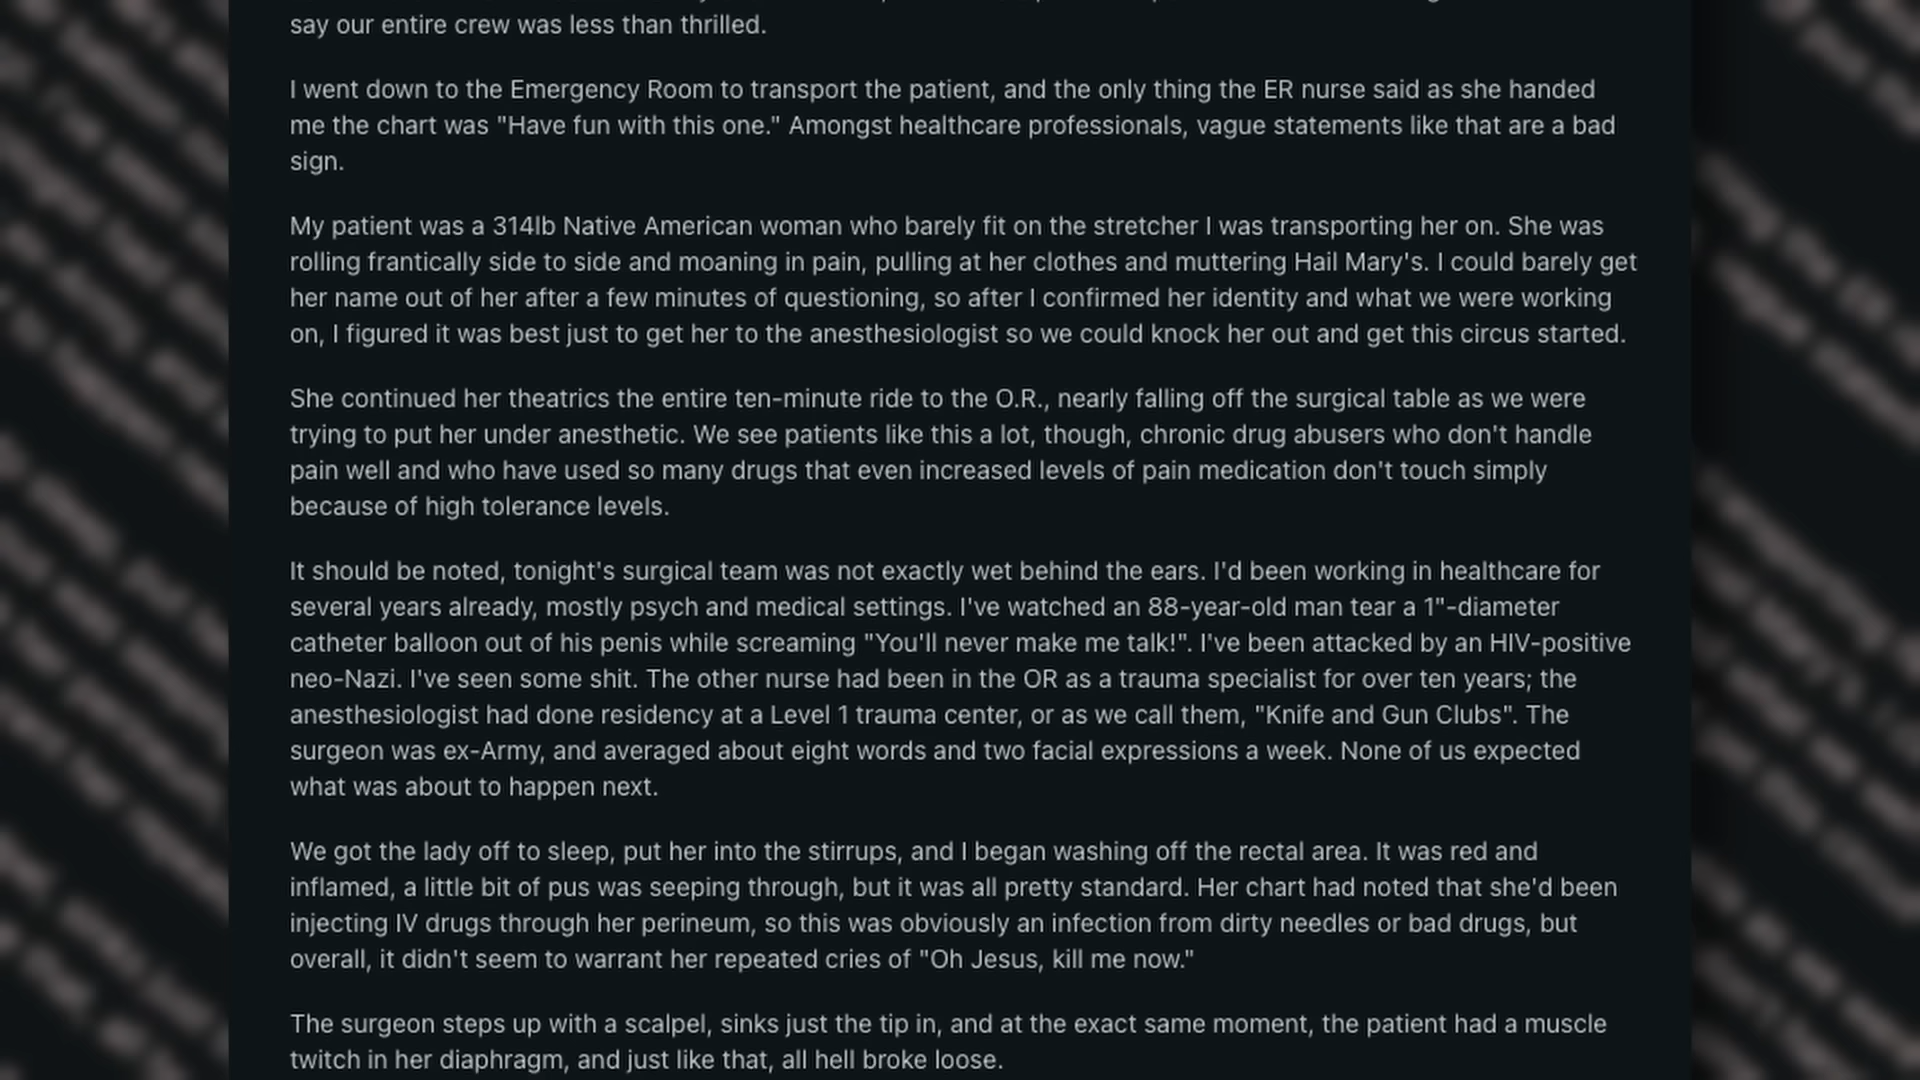 say our entire crew was less than thrilled.
I went down to the Emergency Room to transport the patient, and the only thing the ER nurse said as she handed
me the chart was "Have fun with this one." Amongst healthcare professionals, vague statements like that are a bad
sign.
My patient was a 314lb Native American woman who barely fit on the stretcher I was transporting her on. She was
rolling frantically side to side and moaning in pain, pulling at her clothes and muttering Hail Mary's. I could barely get
her name out of her after a few minutes of questioning, so after I confirmed her identity and what we were working
on, I figured it was best just to get her to the anesthesiologist so we could knock her out and get this circus started.
She continued her theatrics the entire ten-minute ride to the O.R., nearly falling off the surgical table as we were
trying to put her under anesthetic. We see patients like this a lot, though, chronic drug abusers who don't handle
pain well and who have used so many drugs that even increased levels of pain medication don't touch simply
because of high tolerance levels.
It should be noted, tonight's surgical team was not exactly wet behind the ears. I'd been working in healthcare for
several years already, mostly psych and medical settings. I've watched an 88-year-old man tear a 1"-diameter
catheter balloon out of his penis while screaming "You'll never make me talk!". I've been attacked by an HIV-positive
neo-Nazi. I've seen some shit. The other nurse had been in the OR as a trauma specialist for over ten years; the
anesthesiologist had done residency at a Level 1 trauma center, or as we call them, "Knife and Gun Clubs". The
surgeon was ex-Army, and averaged about eight words and two facial expressions a week. None of us expected
what was about to happen next.
We got the lady off to sleep, put her into the stirrups, and I began washing off the rectal area. It was red and
inflamed, a little bit of pus was seeping through, but it was all pretty standard. Her chart had noted that she'd been
injecting IV drugs through her perineum, so this was obviously an infection from dirty needles or bad drugs, but
overall, it didn't seem to warrant her repeated cries of "Oh Jesus, kill me now."
The surgeon steps up with a scalpel, sinks just the tip in, and at the exact same moment, the patient had a muscle
twitch in her diaphragm, and just like that, all hell broke loose.